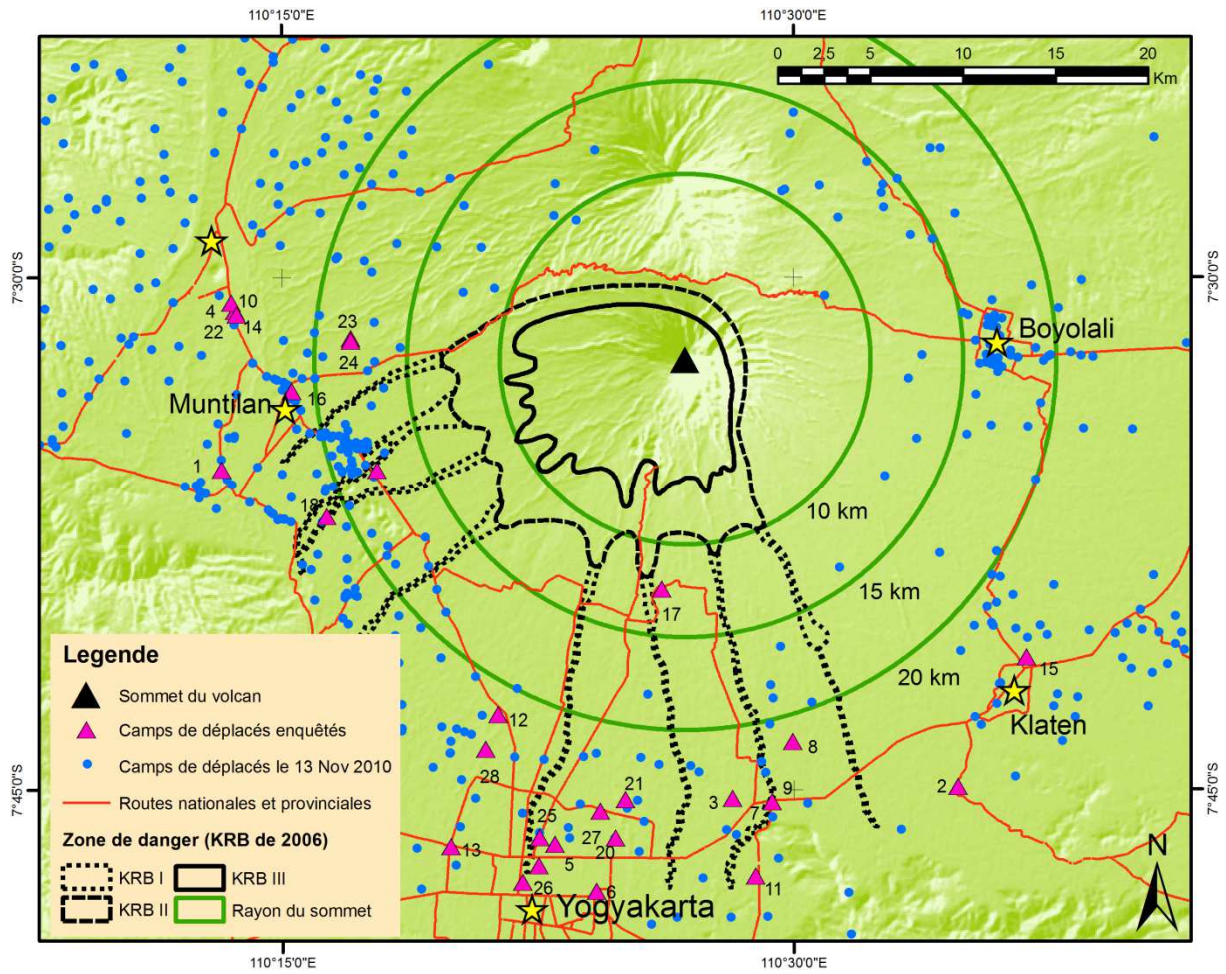 110°15'0"E
110°30'0"E
0 2,5 5 10 15 20
Km
7°30'0"S
7°30'0"S
10
4
22
14
23
24
Boyolali
Muntilan
16
1
18
10 km
15 km
17
20 km
15
Klaten
12
28
8
21
3
9
7
2
25
27
20
13
5
11
26
6
Yogyakarta
7°45'0"S
7°45'0"S
N
Legende
Sommet du volcan
Camps de déplacés enquêtés
Camps de déplacés le 13 Nov 2010
Routes nationales et provinciales
Zone de danger (KRB de 2006)
KRB I
KRB III
KRB II
Rayon du sommet
110°15'0"E
110°30'0"E